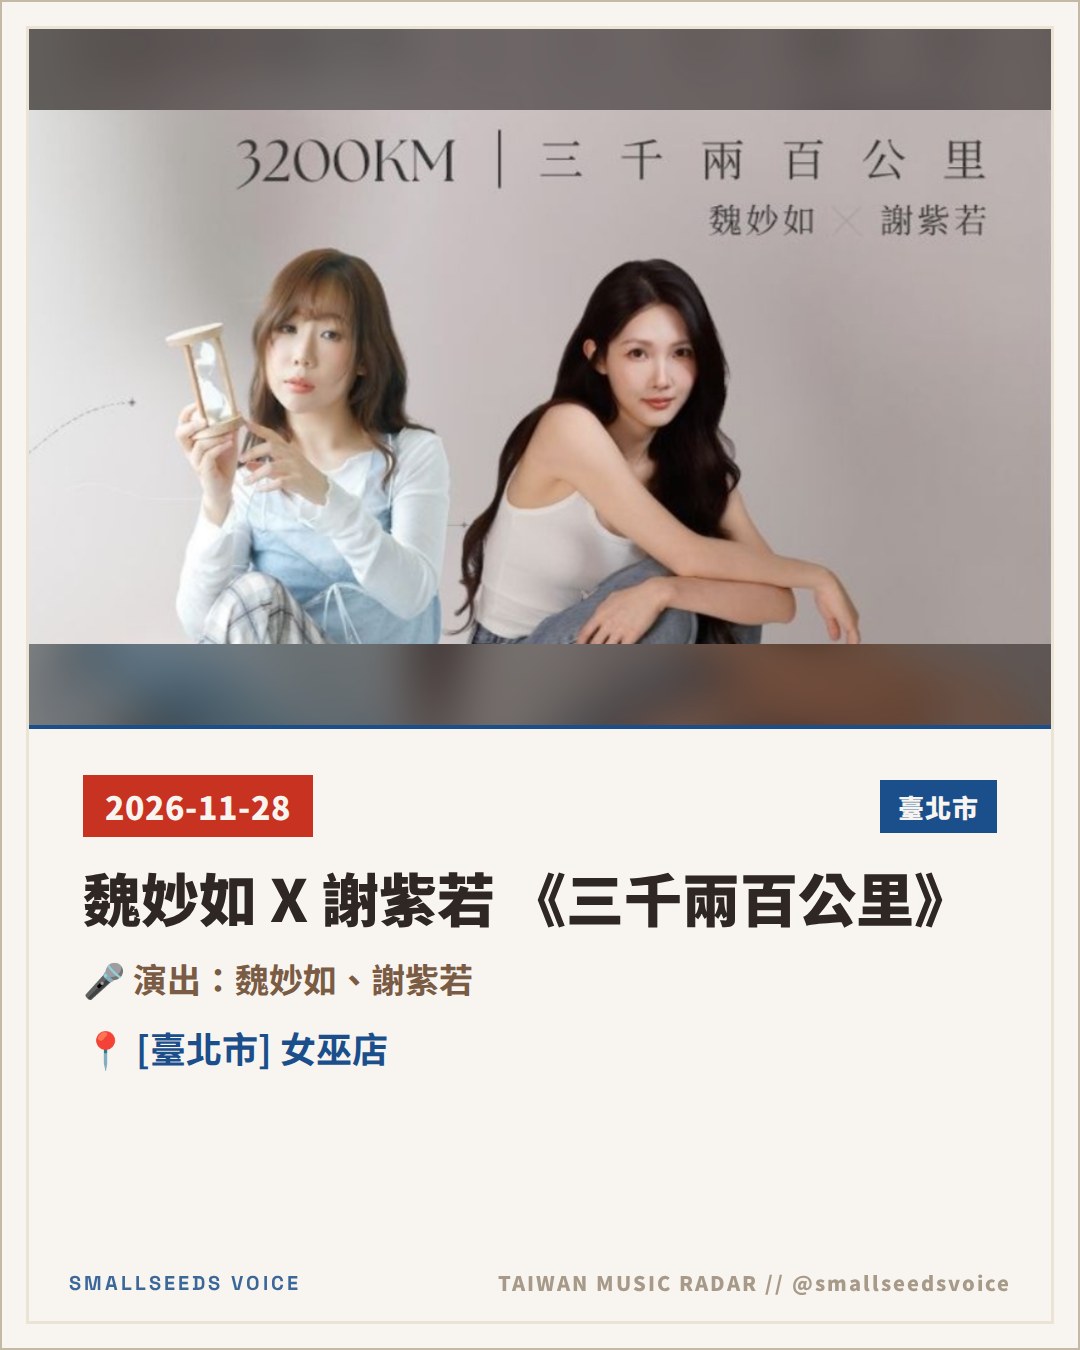 3200KM | 三千兩百公里
魏妙如 × 謝紫若
2026-11-28
臺北市
魏妙如 X 謝紫若 《三千兩百公里》
🎤 演出：魏妙如、謝紫若
📍 [臺北市] 女巫店
SMALLSEEDS VOICE
TAIWAN MUSIC RADAR // @smallseedsvoice